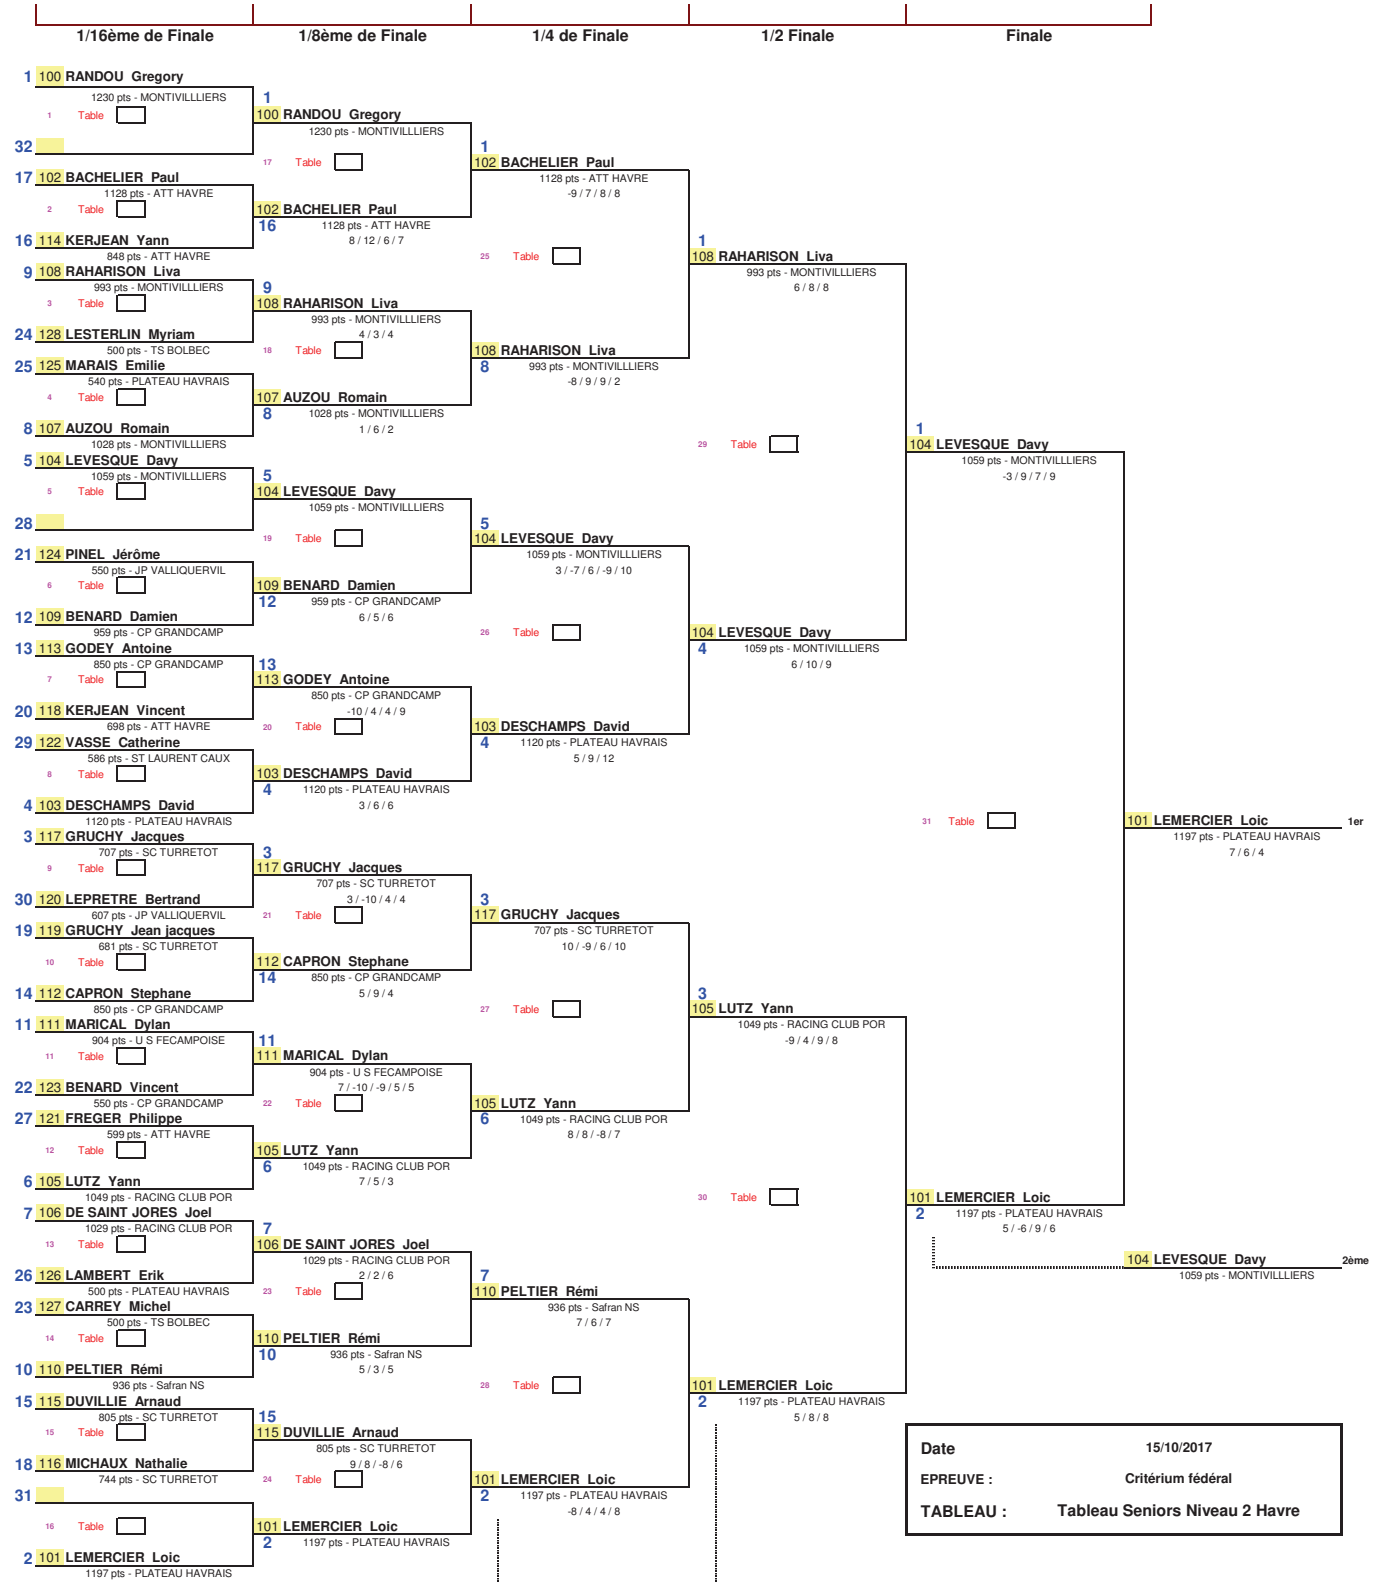 1/16ème de Finale
1/8ème de Finale
1/4 de Finale
1/2 Finale
Finale
1 100 RANDOU Gregory
1230 pts - MONTIVILLLIERS
1 Table
32
17 102 BACHELIER Paul
1128 pts - ATT HAVRE
2 Table
16 114 KERJEAN Yann
848 pts - ATT HAVRE
9 108 RAHARISON Liva
993 pts - MONTIVILLLIERS
3 Table
24 128 LESTERLIN Myriam
500 pts - TS BOLBEC
25 125 MARAIS Emilie
540 pts - PLATEAU HAVRAIS
4 Table
8 107 AUZOU Romain
1028 pts - MONTIVILLLIERS
5 104 LEVESQUE Davy
1059 pts - MONTIVILLLIERS
5 Table
28
21 124 PINEL Jérôme
550 pts - JP VALLIQUERVIL
6 Table
12 109 BENARD Damien
959 pts - CP GRANDCAMP
13 113 GODEY Antoine
850 pts - CP GRANDCAMP
7 Table
20 118 KERJEAN Vincent
698 pts - ATT HAVRE
29 122 VASSE Catherine
586 pts - ST LAURENT CAUX
8 Table
4 103 DESCHAMPS David
1120 pts - PLATEAU HAVRAIS
3 117 GRUCHY Jacques
707 pts - SC TURRETOT
9 Table
30 120 LEPRETRE Bertrand
607 pts - JP VALLIQUERVIL
19 119 GRUCHY Jean jacques
681 pts - SC TURRETOT
10 Table
14 112 CAPRON Stephane
850 pts - CP GRANDCAMP
11 111 MARICAL Dylan
904 pts - U S FECAMPOISE
11 Table
22 123 BENARD Vincent
550 pts - CP GRANDCAMP
27 121 FREGER Philippe
599 pts - ATT HAVRE
12 Table
6 105 LUTZ Yann
1049 pts - RACING CLUB POR
7 106 DE SAINT JORES Joel
1029 pts - RACING CLUB POR
13 Table
26 126 LAMBERT Erik
500 pts - PLATEAU HAVRAIS
23 127 CARREY Michel
500 pts - TS BOLBEC
14 Table
10 110 PELTIER Rémi
936 pts - Safran NS
15 115 DUVILLIE Arnaud
805 pts - SC TURRETOT
15 Table
18 116 MICHAUX Nathalie
744 pts - SC TURRETOT
31
16 Table
2 101 LEMERCIER Loic
1197 pts - PLATEAU HAVRAIS
1
100 RANDOU Gregory
1230 pts - MONTIVILLLIERS
17 Table
102 BACHELIER Paul
16 1128 pts - ATT HAVRE
8 / 12 / 6 / 7
9
108 RAHARISON Liva
993 pts - MONTIVILLLIERS
4 / 3 / 4
18 Table
107 AUZOU Romain
8 1028 pts - MONTIVILLLIERS
1 / 6 / 2
5
104 LEVESQUE Davy
1059 pts - MONTIVILLLIERS
19 Table
109 BENARD Damien
12 959 pts - CP GRANDCAMP
6 / 5 / 6
13
113 GODEY Antoine
850 pts - CP GRANDCAMP
-10 / 4 / 4 / 9
20 Table
103 DESCHAMPS David
4 1120 pts - PLATEAU HAVRAIS
3 / 6 / 6
3
117 GRUCHY Jacques
707 pts - SC TURRETOT
3 / -10 / 4 / 4
21 Table
112 CAPRON Stephane
14 850 pts - CP GRANDCAMP
5 / 9 / 4
11
111 MARICAL Dylan
904 pts - U S FECAMPOISE
7 / -10 / -9 / 5 / 5
22 Table
105 LUTZ Yann
6 1049 pts - RACING CLUB POR
7 / 5 / 3
7
106 DE SAINT JORES Joel
1029 pts - RACING CLUB POR
2 / 2 / 6
23 Table
110 PELTIER Rémi
10 936 pts - Safran NS
5 / 3 / 5
15
115 DUVILLIE Arnaud
805 pts - SC TURRETOT
9 / 8 / -8 / 6
24 Table
101 LEMERCIER Loic
2 1197 pts - PLATEAU HAVRAIS
1
102 BACHELIER Paul
1128 pts - ATT HAVRE
-9 / 7 / 8 / 8
25 Table
108 RAHARISON Liva
8 993 pts - MONTIVILLLIERS
-8 / 9 / 9 / 2
5
104 LEVESQUE Davy
1059 pts - MONTIVILLLIERS
3 / -7 / 6 / -9 / 10
26 Table
103 DESCHAMPS David
4 1120 pts - PLATEAU HAVRAIS
5 / 9 / 12
3
117 GRUCHY Jacques
707 pts - SC TURRETOT
10 / -9 / 6 / 10
27 Table
105 LUTZ Yann
6 1049 pts - RACING CLUB POR
8 / 8 / -8 / 7
7
110 PELTIER Rémi
936 pts - Safran NS
7 / 6 / 7
28 Table
101 LEMERCIER Loic
2 1197 pts - PLATEAU HAVRAIS
-8 / 4 / 4 / 8
1
108 RAHARISON Liva
993 pts - MONTIVILLLIERS
6 / 8 / 8
29 Table
104 LEVESQUE Davy
4 1059 pts - MONTIVILLLIERS
6 / 10 / 9
3
105 LUTZ Yann
1049 pts - RACING CLUB POR
-9 / 4 / 9 / 8
30 Table
101 LEMERCIER Loic
2 1197 pts - PLATEAU HAVRAIS
5 / 8 / 8
1
104 LEVESQUE Davy
1059 pts - MONTIVILLLIERS
-3 / 9 / 7 / 9
31 Table
101 LEMERCIER Loic
2 1197 pts - PLATEAU HAVRAIS
5 / -6 / 9 / 6
101 LEMERCIER Loic 1er
1197 pts - PLATEAU HAVRAIS
7 / 6 / 4
104 LEVESQUE Davy 2ème
1059 pts - MONTIVILLLIERS
Date 15/10/2017
EPREUVE : Critérium fédéral
TABLEAU : Tableau Seniors Niveau 2 Havre